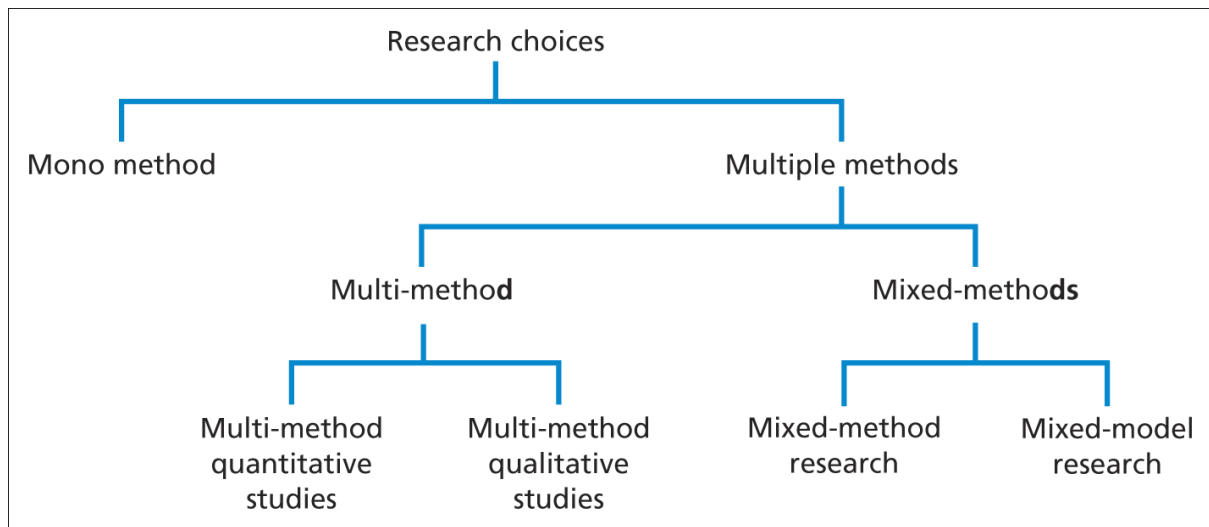 Research choices
Mono method
Multiple methods
Multi-method
Mixed-methods
Multi-method
quantitative
studies
Multi-method
qualitative
studies
Mixed-method
research
Mixed-model
research